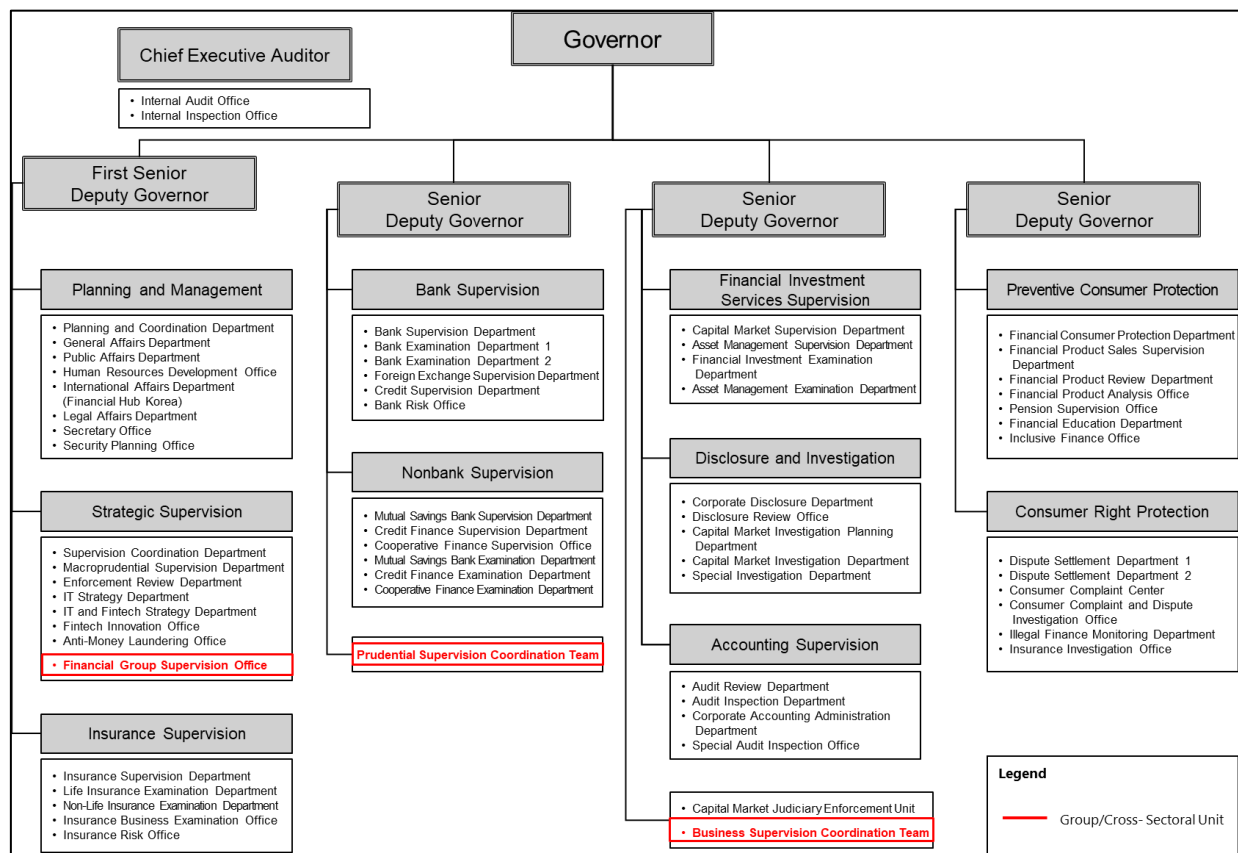 Governor
Chief Executive Auditor
• Internal Audit Office
• Internal Inspection Office
First Senior
Deputy Governor
Senior
Deputy Governor
Senior
Deputy Governor
Senior
Deputy Governor
Planning and Management
• Planning and Coordination Department
• General Affairs Department
• Public Affairs Department
• Human Resources Development Office
• International Affairs Department
(Financial Hub Korea)
• Legal Affairs Department
• Secretary Office
• Security Planning Office
Strategic Supervision
• Supervision Coordination Department
• Macroprudential Supervision Department
• Enforcement Review Department
• IT Strategy Department
• IT and Fintech Strategy Department
• Fintech Innovation Office
• Anti-Money Laundering Office
• Financial Group Supervision Office
Insurance Supervision
• Insurance Supervision Department
• Life Insurance Examination Department
• Non-Life Insurance Examination Department
• Insurance Business Examination Office
• Insurance Risk Office
Bank Supervision
• Bank Supervision Department
• Bank Examination Department 1
• Bank Examination Department 2
• Foreign Exchange Supervision Department
• Credit Supervision Department
• Bank Risk Office
Nonbank Supervision
• Mutual Savings Bank Supervision Department
• Credit Finance Supervision Department
• Cooperative Finance Supervision Office
• Mutual Savings Bank Examination Department
• Credit Finance Examination Department
• Cooperative Finance Examination Department
Prudential Supervision Coordination Team
Financial Investment
Services Supervision
• Capital Market Supervision Department
• Asset Management Supervision Department
• Financial Investment Examination
Department
• Asset Management Examination Department
Disclosure and Investigation
• Corporate Disclosure Department
• Disclosure Review Office
• Capital Market Investigation Planning
Department
• Capital Market Investigation Department
• Special Investigation Department
Accounting Supervision
• Audit Review Department
• Audit Inspection Department
• Corporate Accounting Administration
Department
• Special Audit Inspection Office
• Capital Market Judiciary Enforcement Unit
• Business Supervision Coordination Team
Preventive Consumer Protection
• Financial Consumer Protection Department
• Financial Product Sales Supervision
Department
• Financial Product Review Department
• Financial Product Analysis Office
• Pension Supervision Office
• Financial Education Department
• Inclusive Finance Office
Consumer Right Protection
• Dispute Settlement Department 1
• Dispute Settlement Department 2
• Consumer Complaint Center
• Consumer Complaint and Dispute
Investigation Office
• Illegal Finance Monitoring Department
• Insurance Investigation Office
Legend
Group/Cross- Sectoral Unit